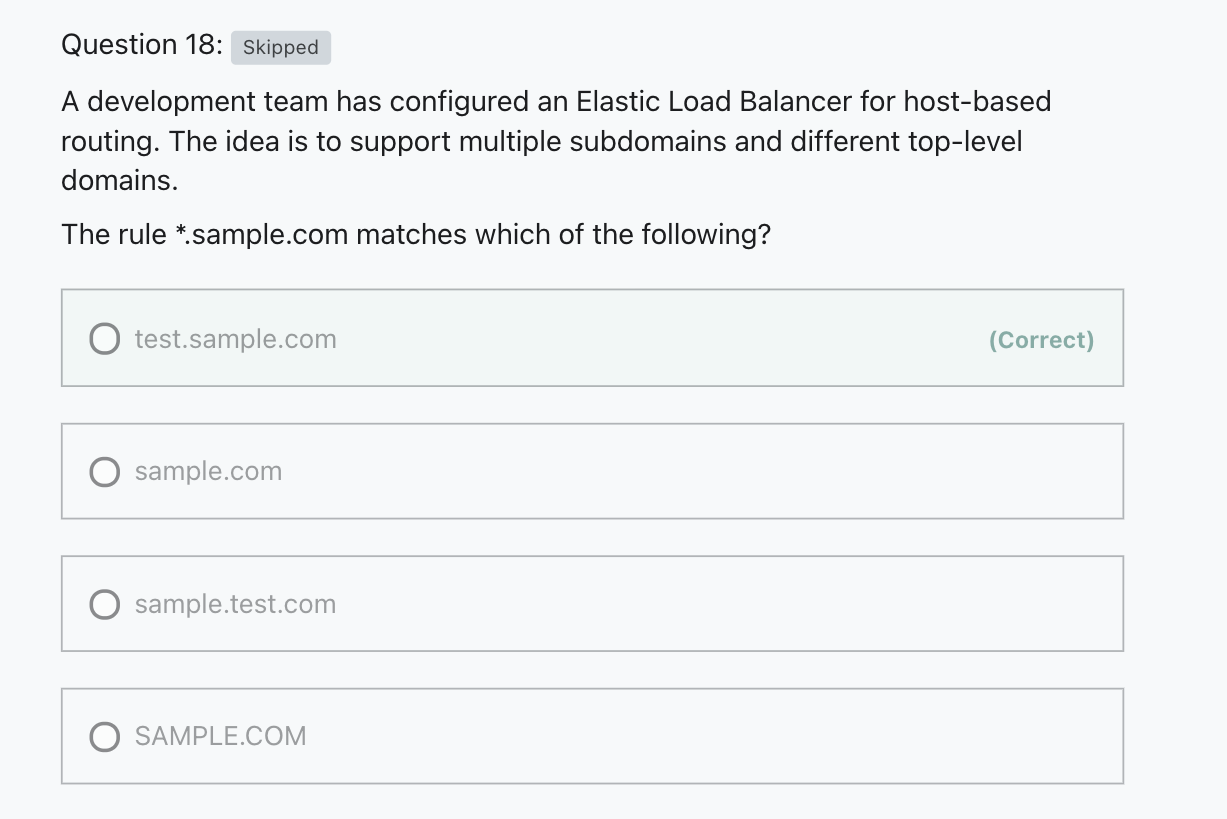 Question 18: Skipped
A development team has configured an Elastic Load Balancer for host-based
routing. The idea is to support multiple subdomains and different top-level
domains.
The rule *.sample.com matches which of the following?
test.sample.com (Correct)
sample.com
sample.test.com
SAMPLE.COM